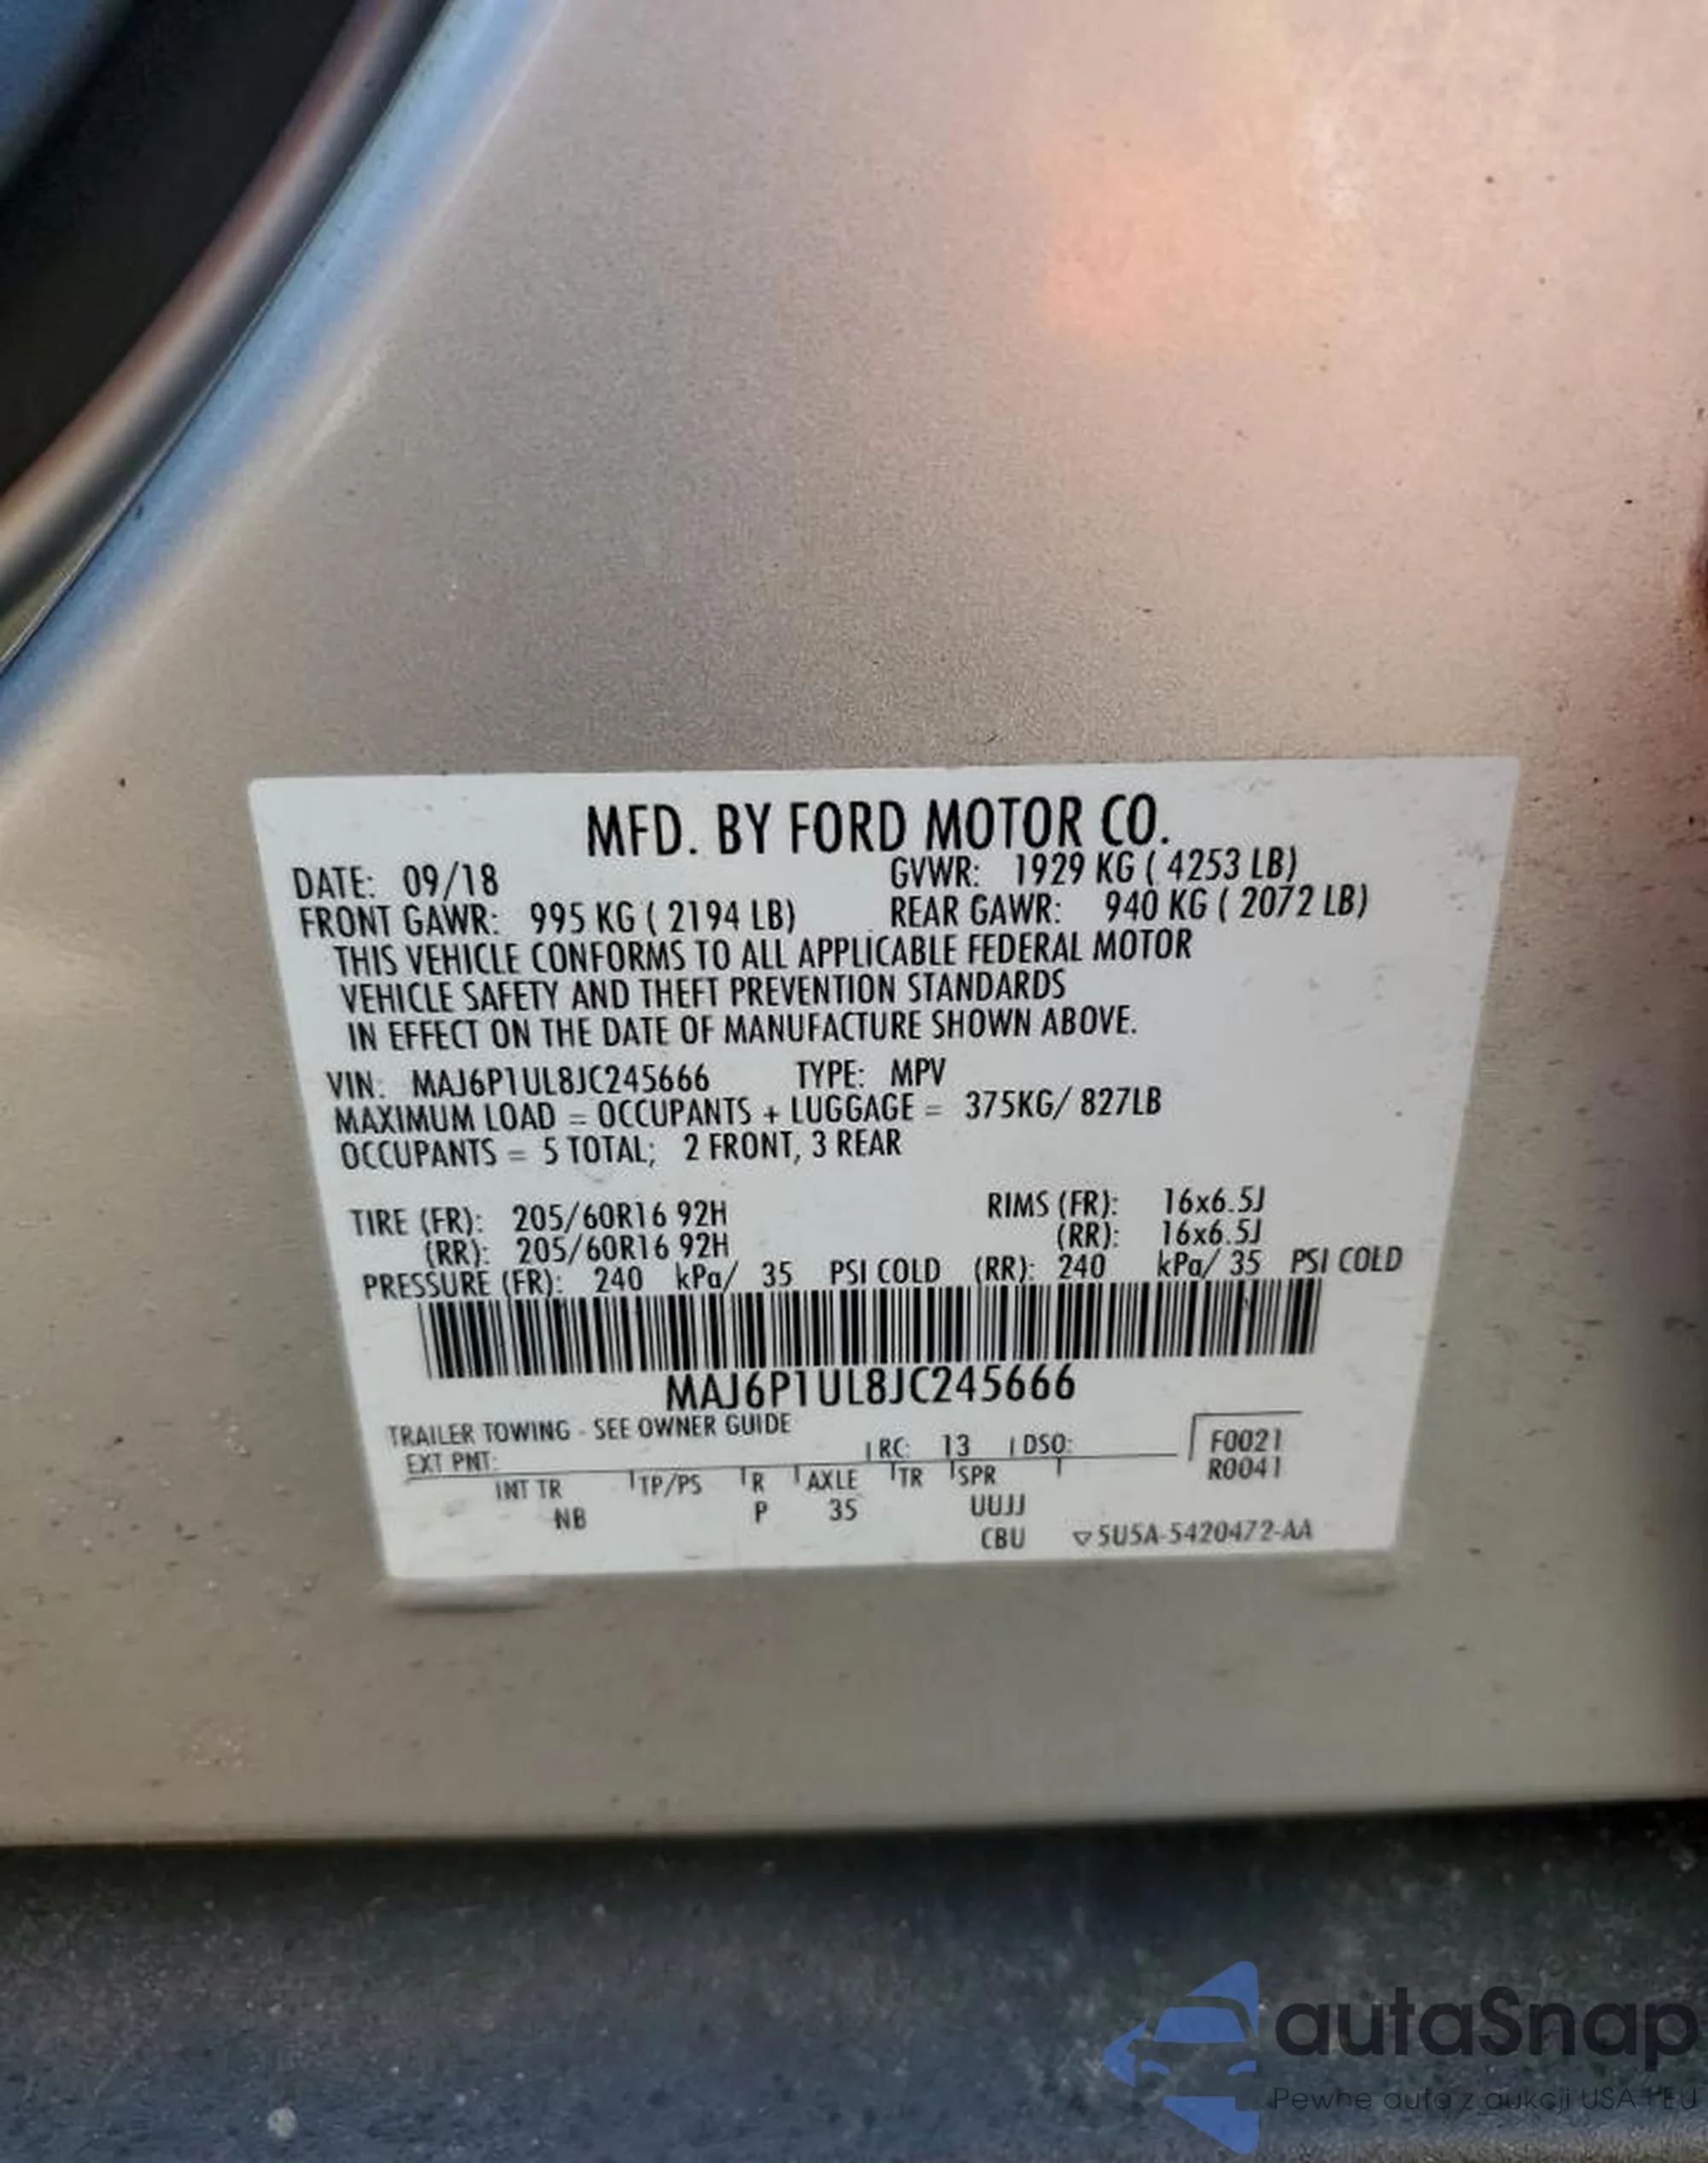 MFD. BY FORD MOTOR CO.
DATE: 09/18 GVWR: 1929 KG ( 4253 LB)
FRONT GAWR: 995 KG ( 2194 LB) REAR GAWR: 940 KG ( 2072 LB)
THIS VEHICLE CONFORMS TO ALL APPLICABLE FEDERAL MOTOR
VEHICLE SAFETY AND THEFT PREVENTION STANDARDS
IN EFFECT ON THE DATE OF MANUFACTURE SHOWN ABOVE.
VIN: MAJ6P1UL8JC245666 TYPE: MPV
MAXIMUM LOAD = OCCUPANTS + LUGGAGE = 375KG/ 827LB
OCCUPANTS = 5 TOTAL; 2 FRONT, 3 REAR
TIRE (FR): 205/60R16 92H RIMS (FR): 16x6.5J
(RR): 205/60R16 92H (RR): 16x6.5J
PRESSURE (FR): 240 kPa/ 35 PSI COLD (RR): 240 kPa/ 35 PSI COLD
MAJ6P1UL8JC245666
TRAILER TOWING - SEE OWNER GUIDE
EXT PNT: RC: 13 DSO: F0021
R0041
INT TR TP/PS R AXLE TR SPR
NB P 35 UUJJ
CBU ▽5U5A-5420472-AA
autaSnap
Pewne auta z aukcji USA i EU